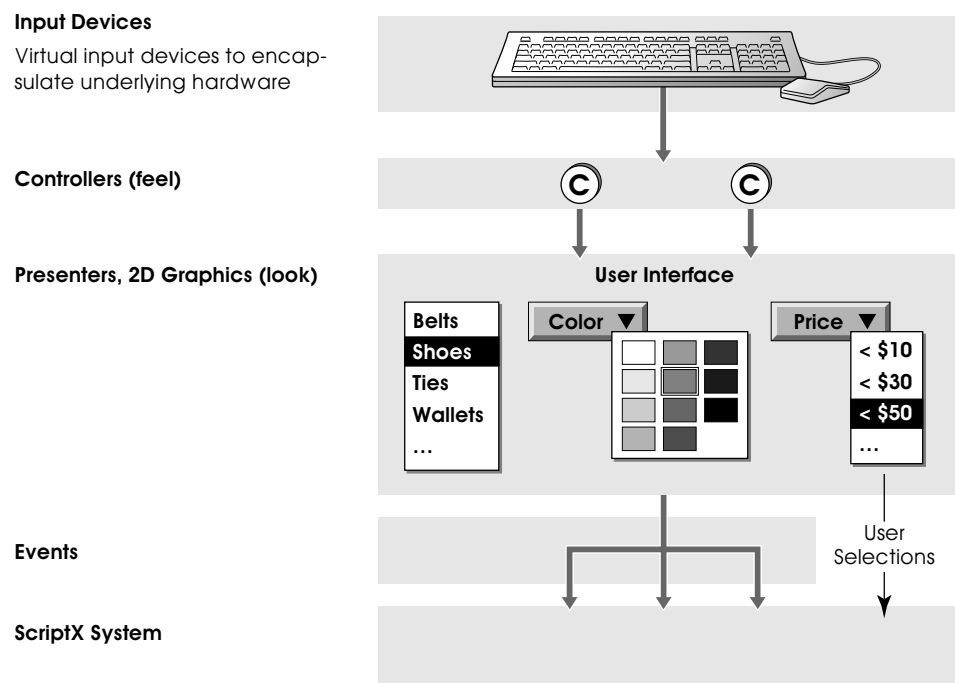 Input Devices
Virtual input devices to encap-
sulate underlying hardware
Controllers (feel)
C
C
Presenters, 2D Graphics (look)
User Interface
Belts
Shoes
Ties
Wallets
...
Color ▼
Price ▼
< $10
< $30
< $50
...
User
Selections
Events
ScriptX System